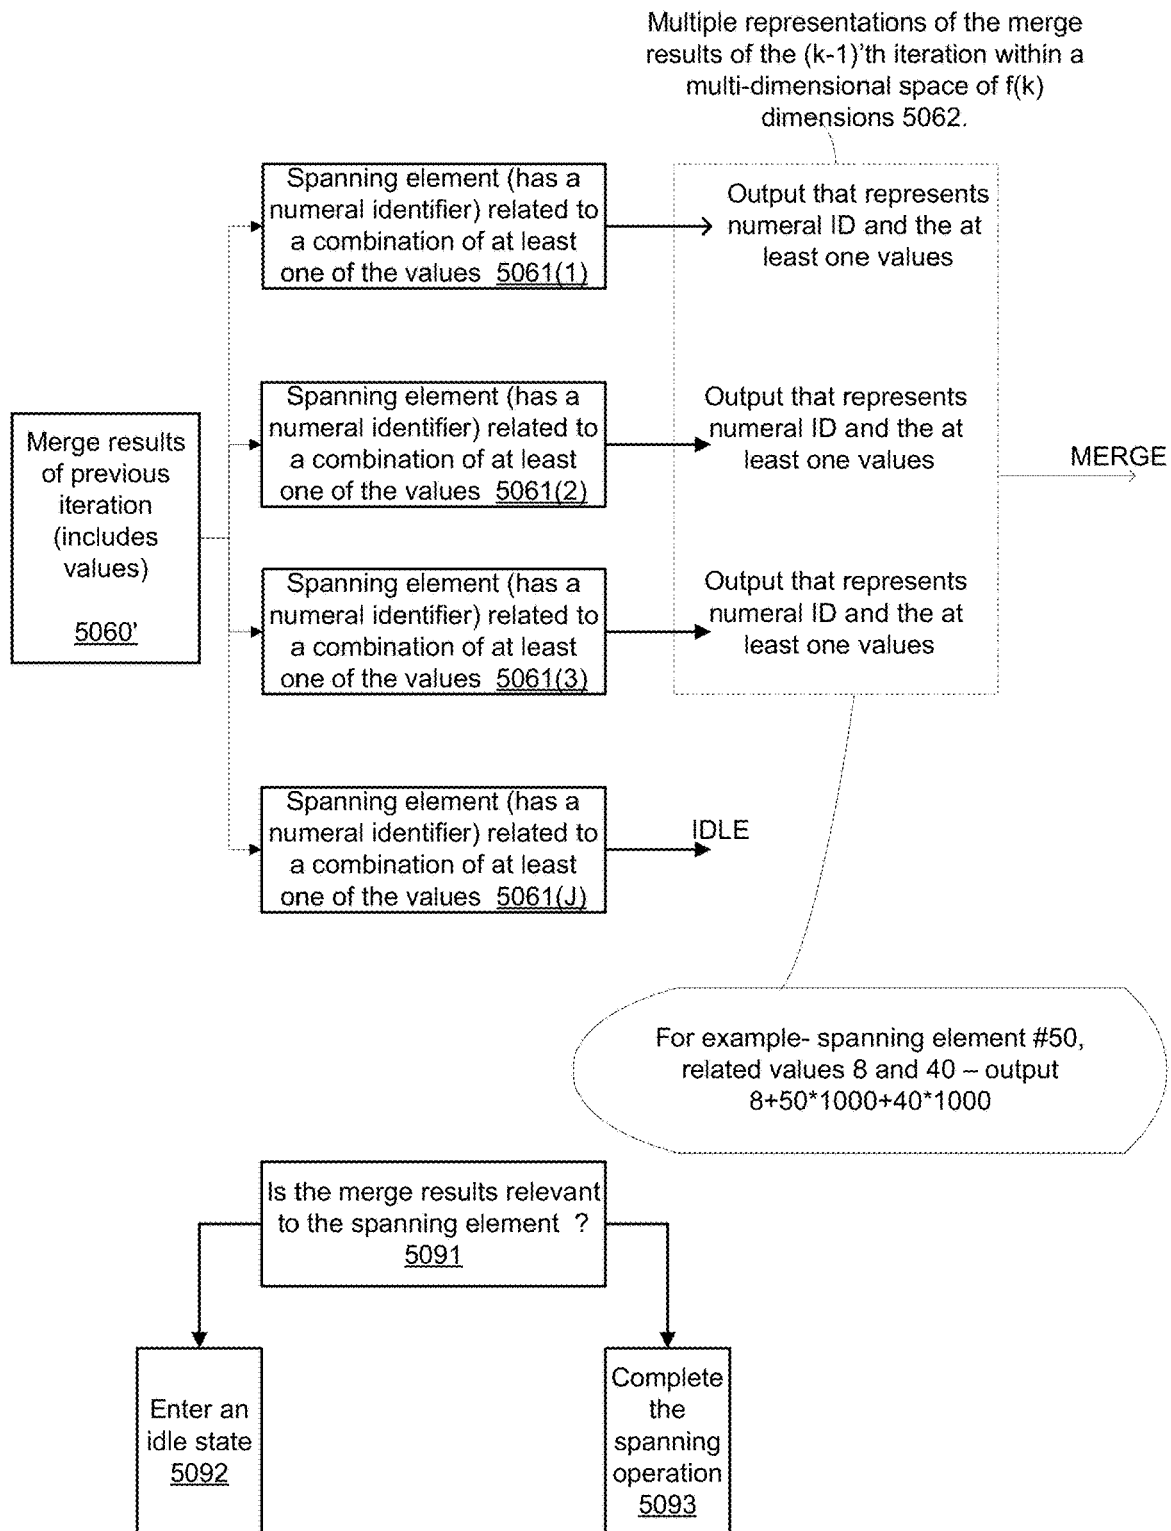 Multiple representations of the merge
results of the (k-1)'th iteration within a
multi-dimensional space of f(k)
dimensions 5062.
Spanning element (has a
numeral identifier) related to
a combination of at least
one of the values 5061(1)
Output that represents
numeral ID and the at
least one values
Spanning element (has a
numeral identifier) related to
a combination of at least
one of the values 5061(2)
Output that represents
numeral ID and the at
least one values
Merge results
of previous
iteration
(includes
values)
5060'
MERGE
Spanning element (has a
numeral identifier) related to
a combination of at least
one of the values 5061(3)
Output that represents
numeral ID and the at
least one values
Spanning element (has a
numeral identifier) related to
a combination of at least
one of the values 5061(J)
IDLE
For example- spanning element #50,
related values 8 and 40 – output
8+50*1000+40*1000
Is the merge results relevant
to the spanning element ?
5091
Enter an
idle state
5092
Complete
the
spanning
operation
5093